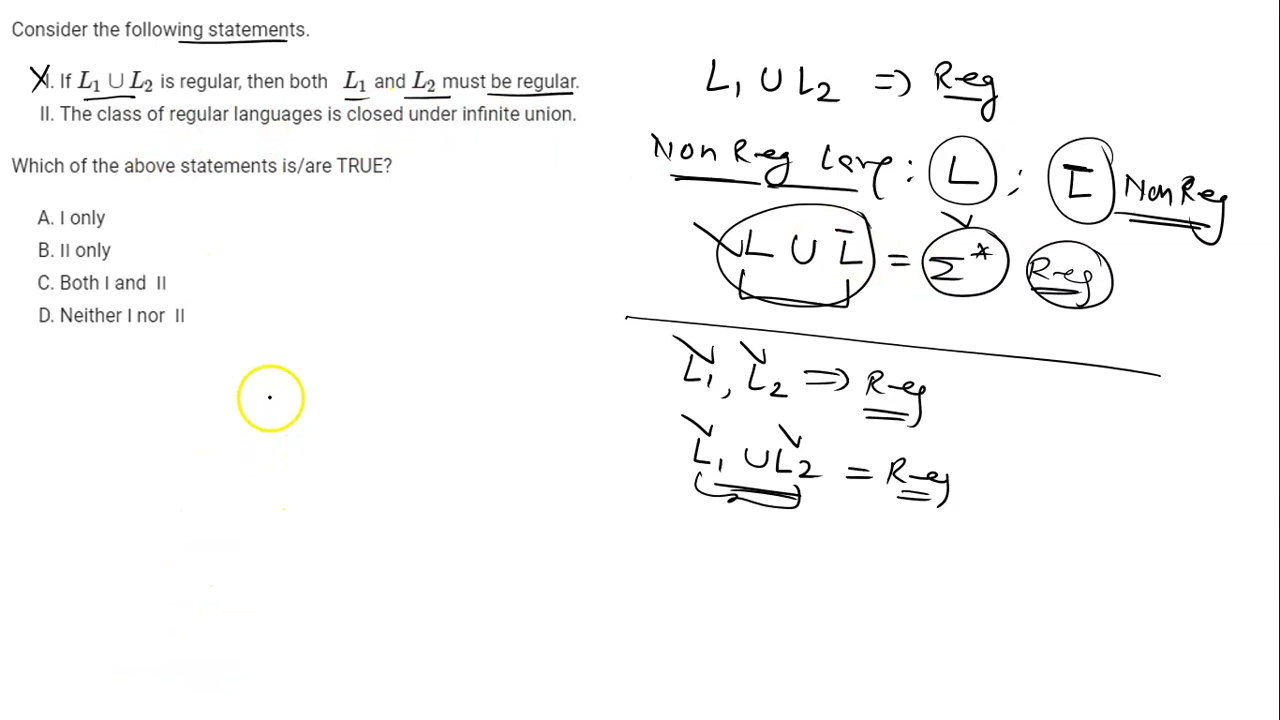 Consider the following statements.
I. If L₁ ∪ L₂ is regular, then both L₁ and L₂ must be regular.
II. The class of regular languages is closed under infinite union.
Which of the above statements is/are TRUE?
A. I only
B. II only
C. Both I and II
D. Neither I nor II
L₁ ∪ L₂ ⇒ Reg
Non Reg : L ; L̅ Non Reg
L ∪ L̅ = Σ* Reg
L₁, L₂ ⇒ Reg
L₁ ∪ L₂ = Reg